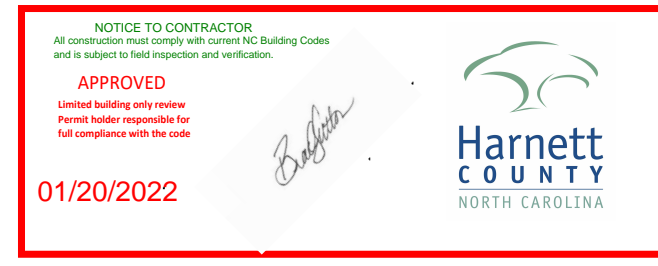 NOTICE TO CONTRACTOR
All construction must comply with current NC Building Codes
and is subject to field inspection and verification.
APPROVED
Limited building only review
Permit holder responsible for
full compliance with the code
01/20/2022
Harnett
COUNTY
NORTH CAROLINA